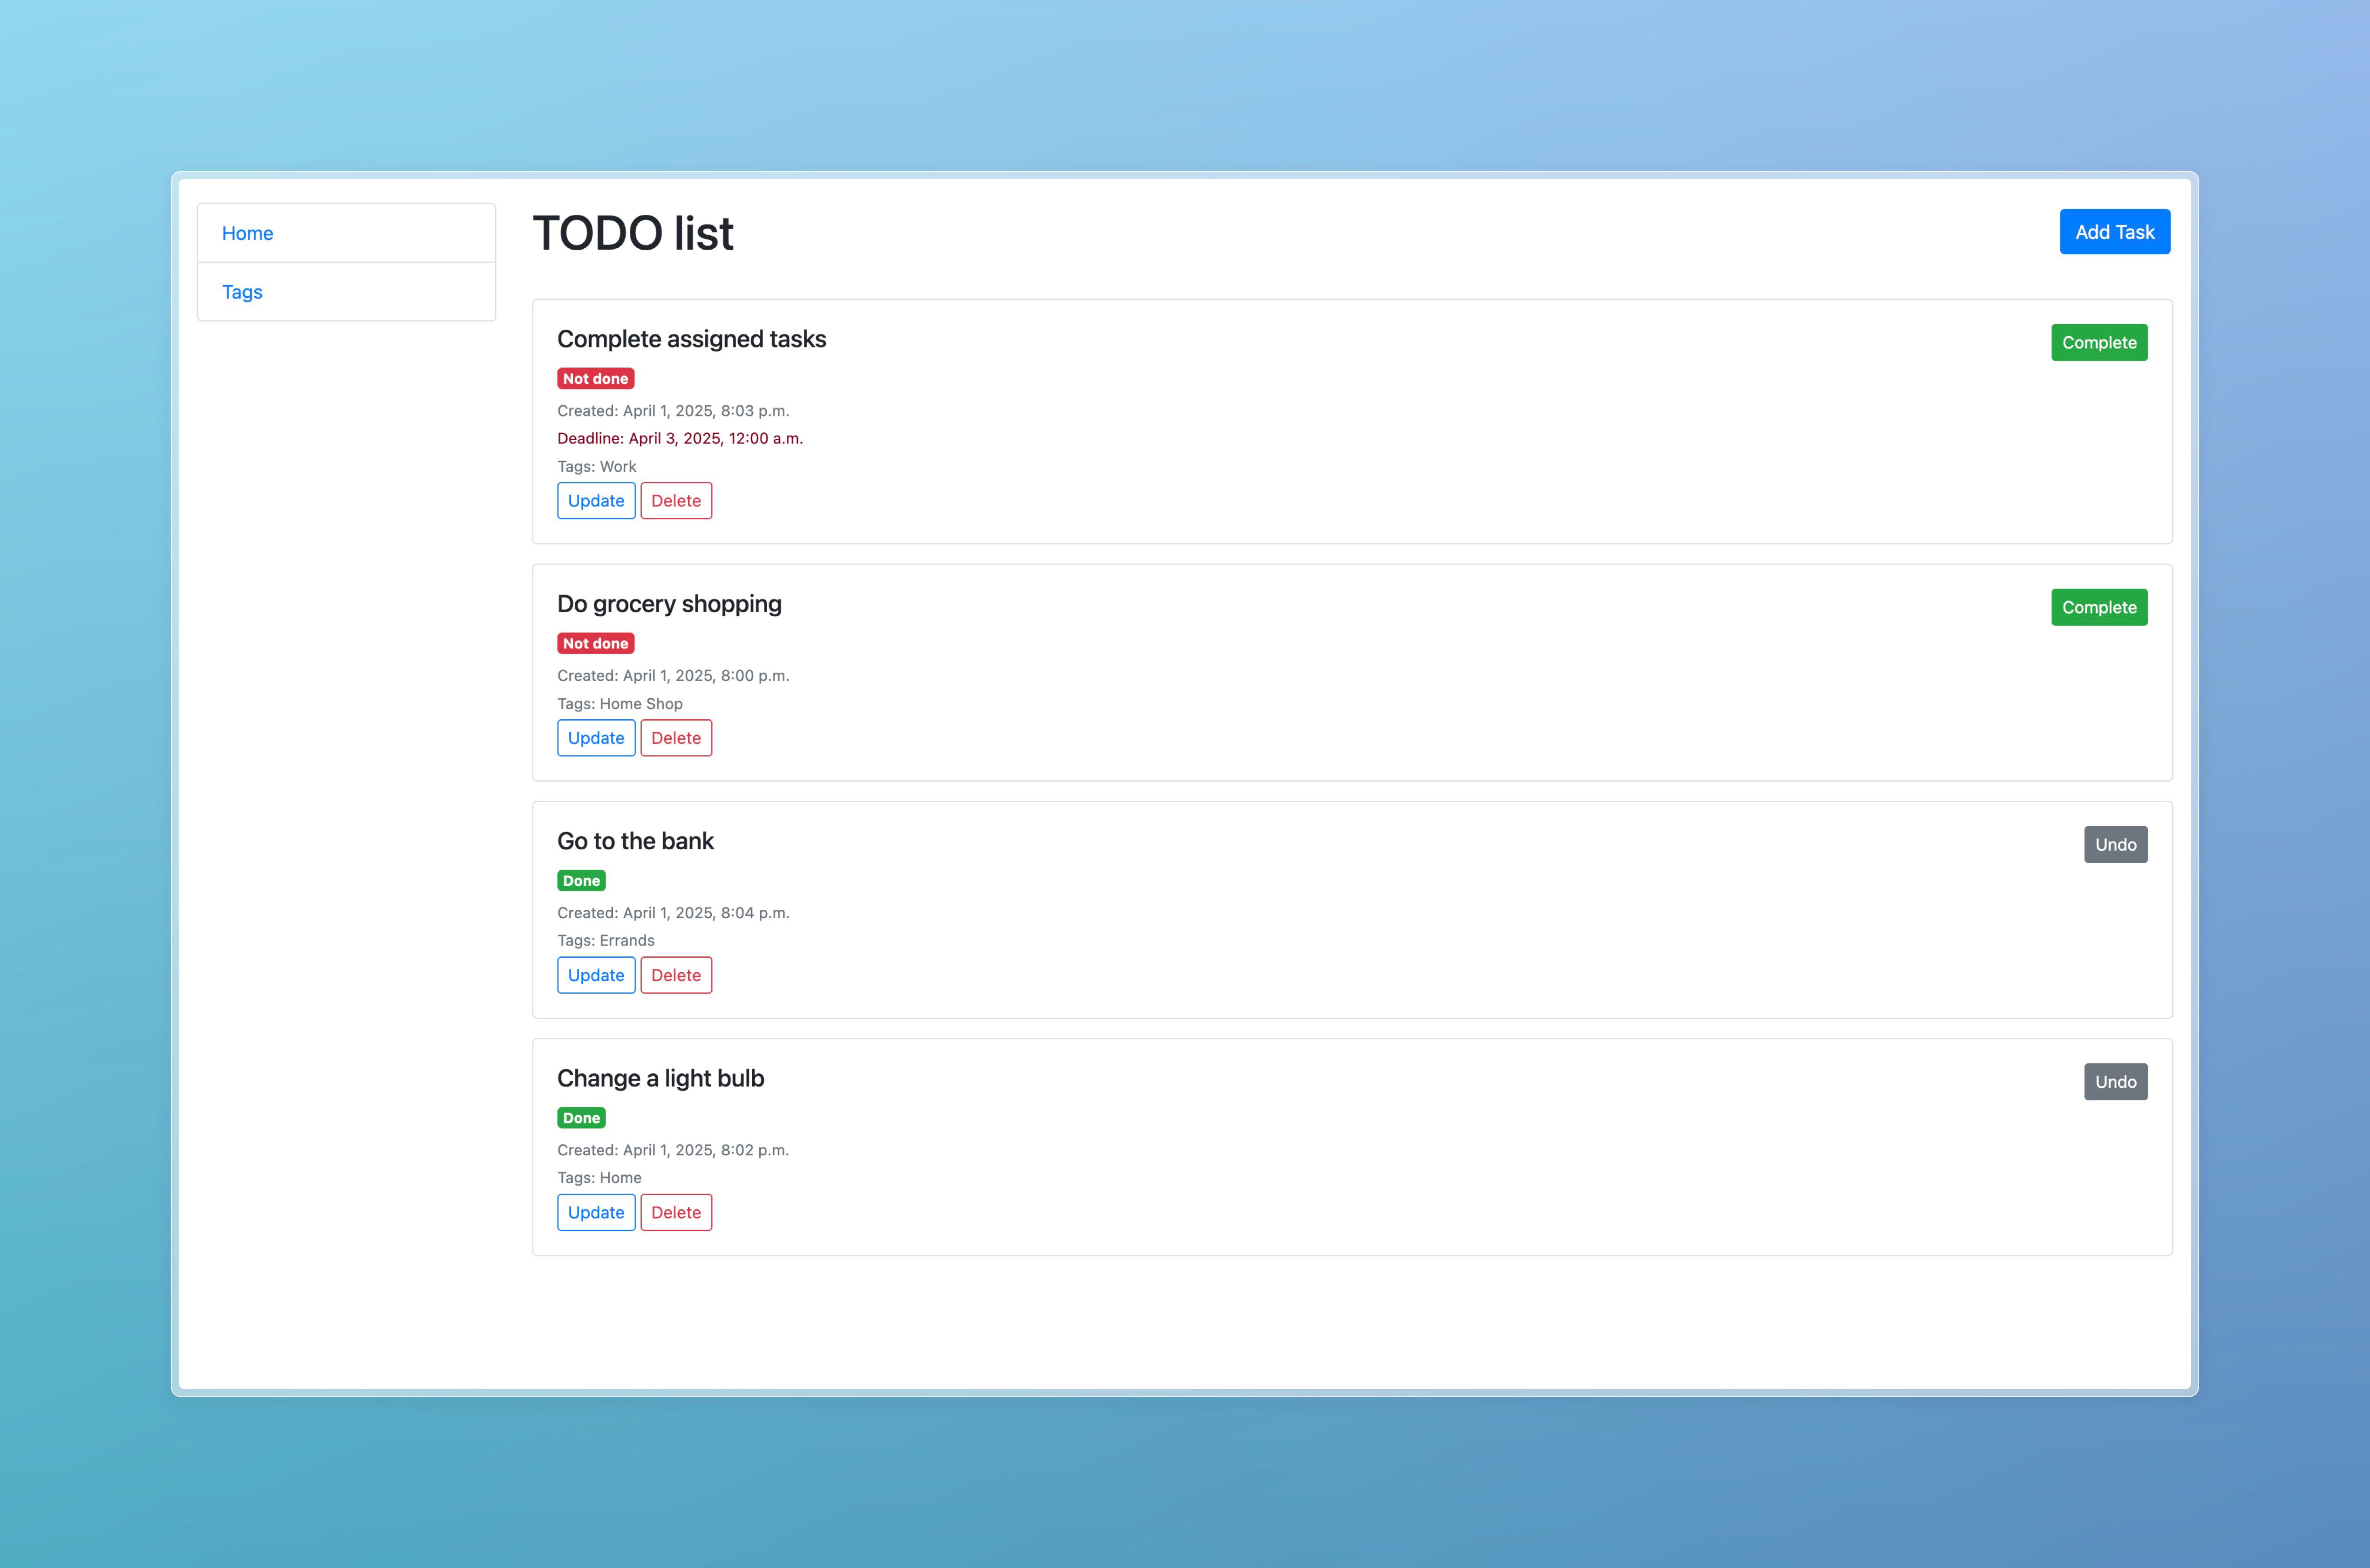 Home
Tags
TODO list
Add Task
Complete assigned tasks
Complete
Not done
Created: April 1, 2025, 8:03 p.m.
Deadline: April 3, 2025, 12:00 a.m.
Tags: Work
Update Delete
Do grocery shopping
Complete
Not done
Created: April 1, 2025, 8:00 p.m.
Tags: Home Shop
Update Delete
Go to the bank
Undo
Done
Created: April 1, 2025, 8:04 p.m.
Tags: Errands
Update Delete
Change a light bulb
Undo
Done
Created: April 1, 2025, 8:02 p.m.
Tags: Home
Update Delete